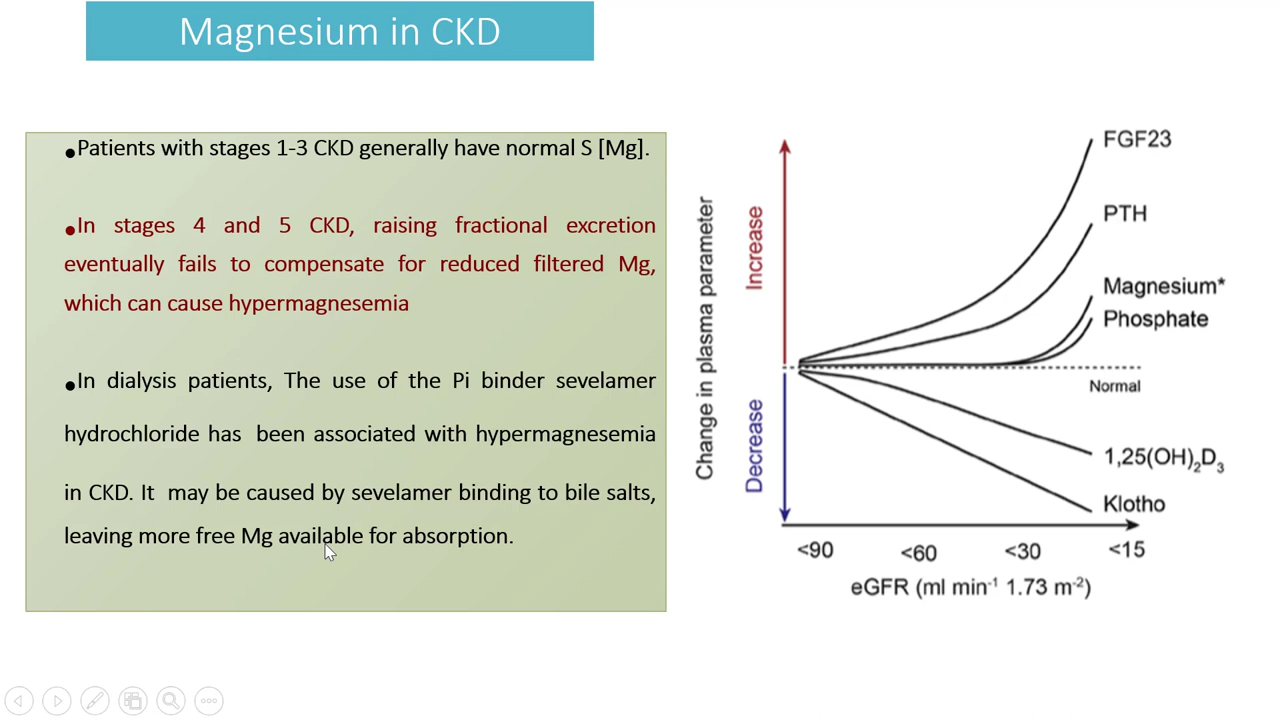 Magnesium in CKD
•Patients with stages 1-3 CKD generally have normal S [Mg].
•In stages 4 and 5 CKD, raising fractional excretion
eventually fails to compensate for reduced filtered Mg,
which can cause hypermagnesemia
•In dialysis patients, The use of the Pi binder sevelamer
hydrochloride has been associated with hypermagnesemia
in CKD. It may be caused by sevelamer binding to bile salts,
leaving more free Mg available for absorption.
Change in plasma parameter
Increase
Decrease
FGF23
PTH
Magnesium*
Phosphate
Normal
1,25(OH)₂D₃
Klotho
<90 <60 <30 <15
eGFR (ml min⁻¹ 1.73 m⁻²)